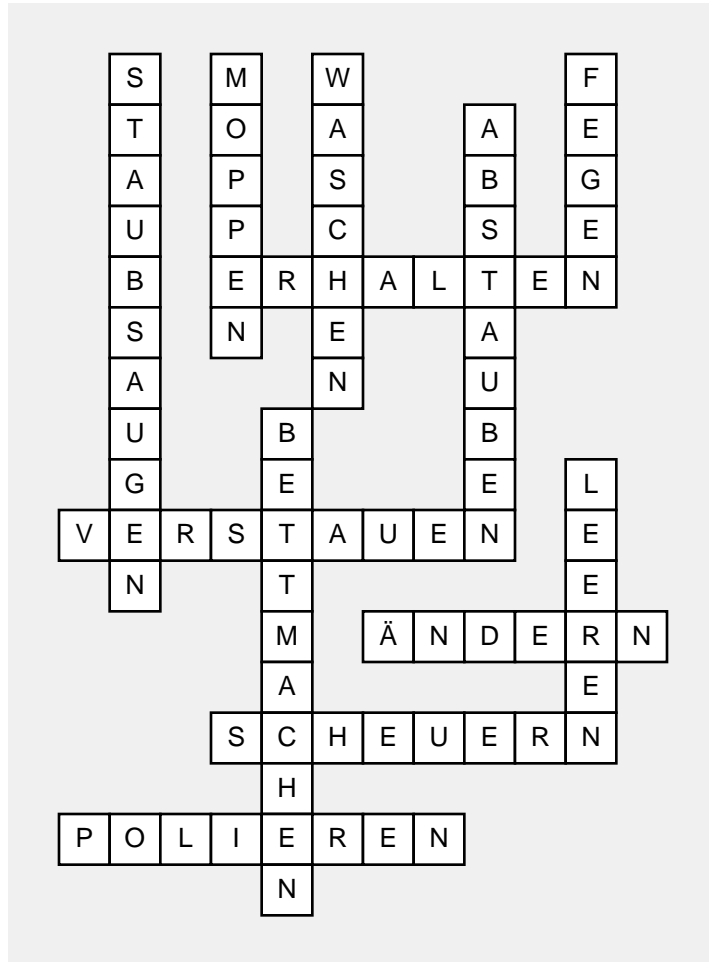 STAUBSAUGEN
MOPPEN
WASCHEN
FEGEN
ABSTAUBEN
ERHALTEN
BETTMACHEN
LEEREN
VERSTAUEN
ÄNDERN
SCHEUERN
POLIEREN